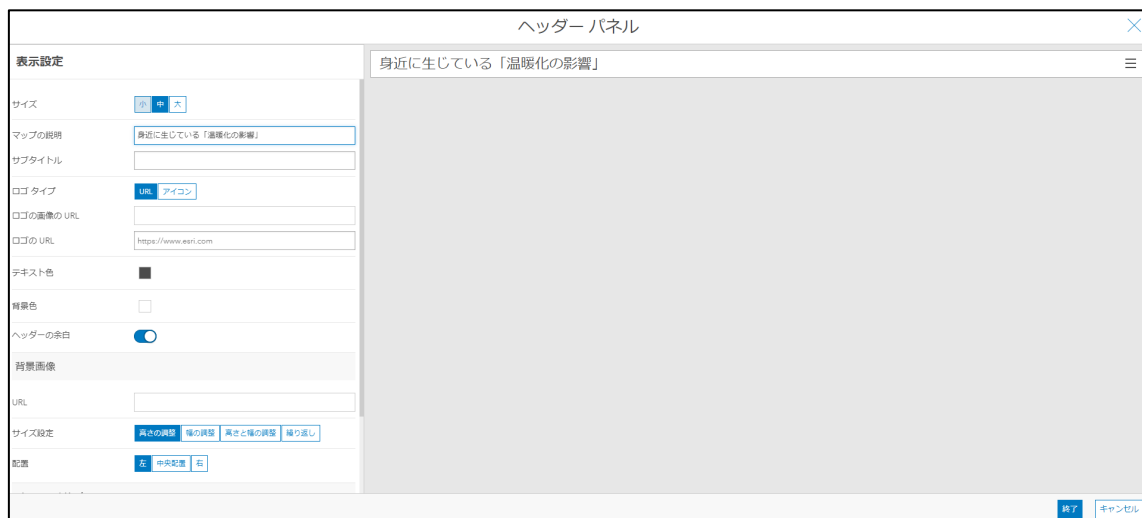 ヘッダー パネル
表示設定
身近に生じている「温暖化の影響」
サイズ
小 中 大
マップの説明
身近に生じている「温暖化の影響」
サブタイトル
ロゴ タイプ
URL アイコン
ロゴの画像の URL
ロゴの URL
https://www.esri.com
テキスト色
背景色
ヘッダーの余白
背景画像
URL
サイズ設定
高さの調整 幅の調整 高さと幅の調整 繰り返し
配置
左 中央配置 右
終了 キャンセル